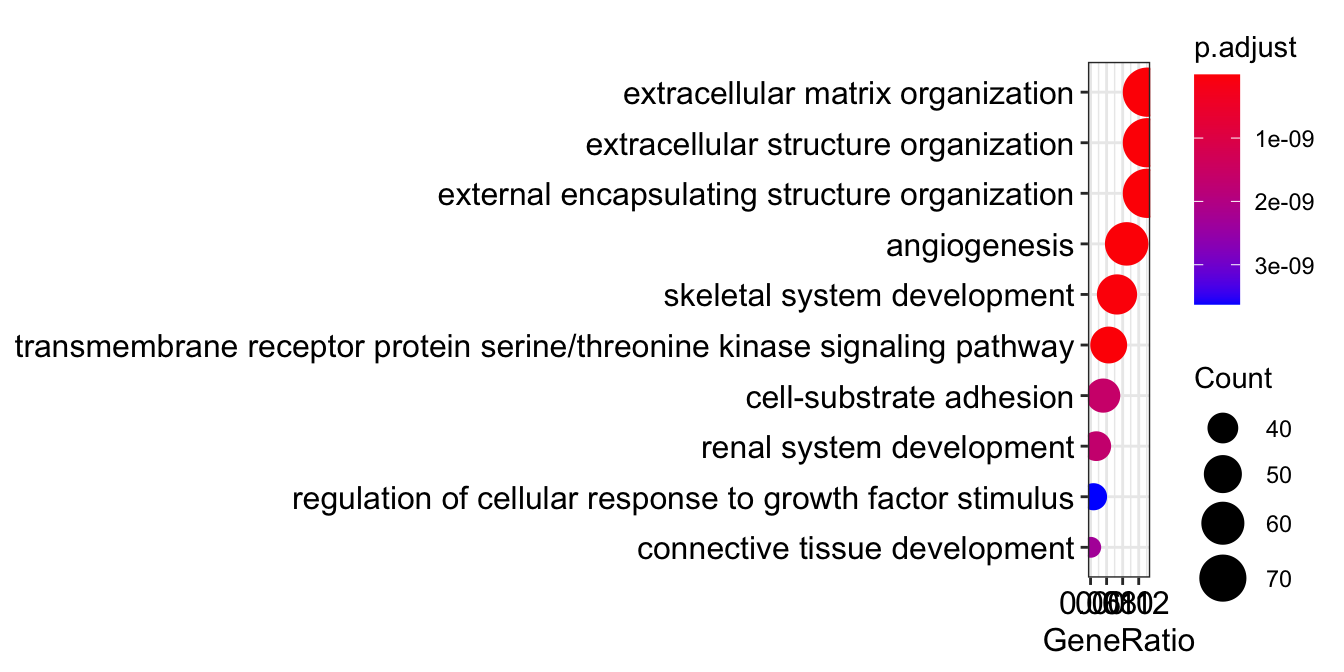 p.adjust
extracellular matrix organization
extracellular structure organization
external encapsulating structure organization
angiogenesis
skeletal system development
transmembrane receptor protein serine/threonine kinase signaling pathway
cell-substrate adhesion
renal system development
regulation of cellular response to growth factor stimulus
connective tissue development
GeneRatio
1e-09
2e-09
3e-09
Count
40
50
60
70